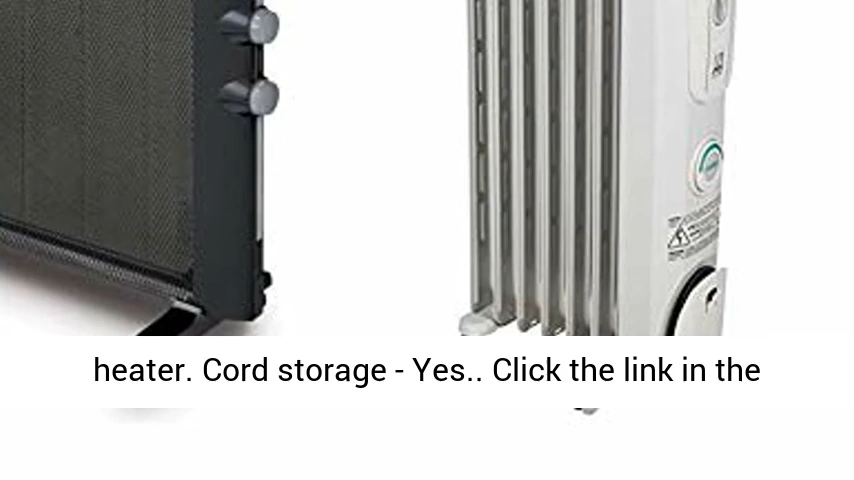 heater. Cord storage - Yes.. Click the link in the